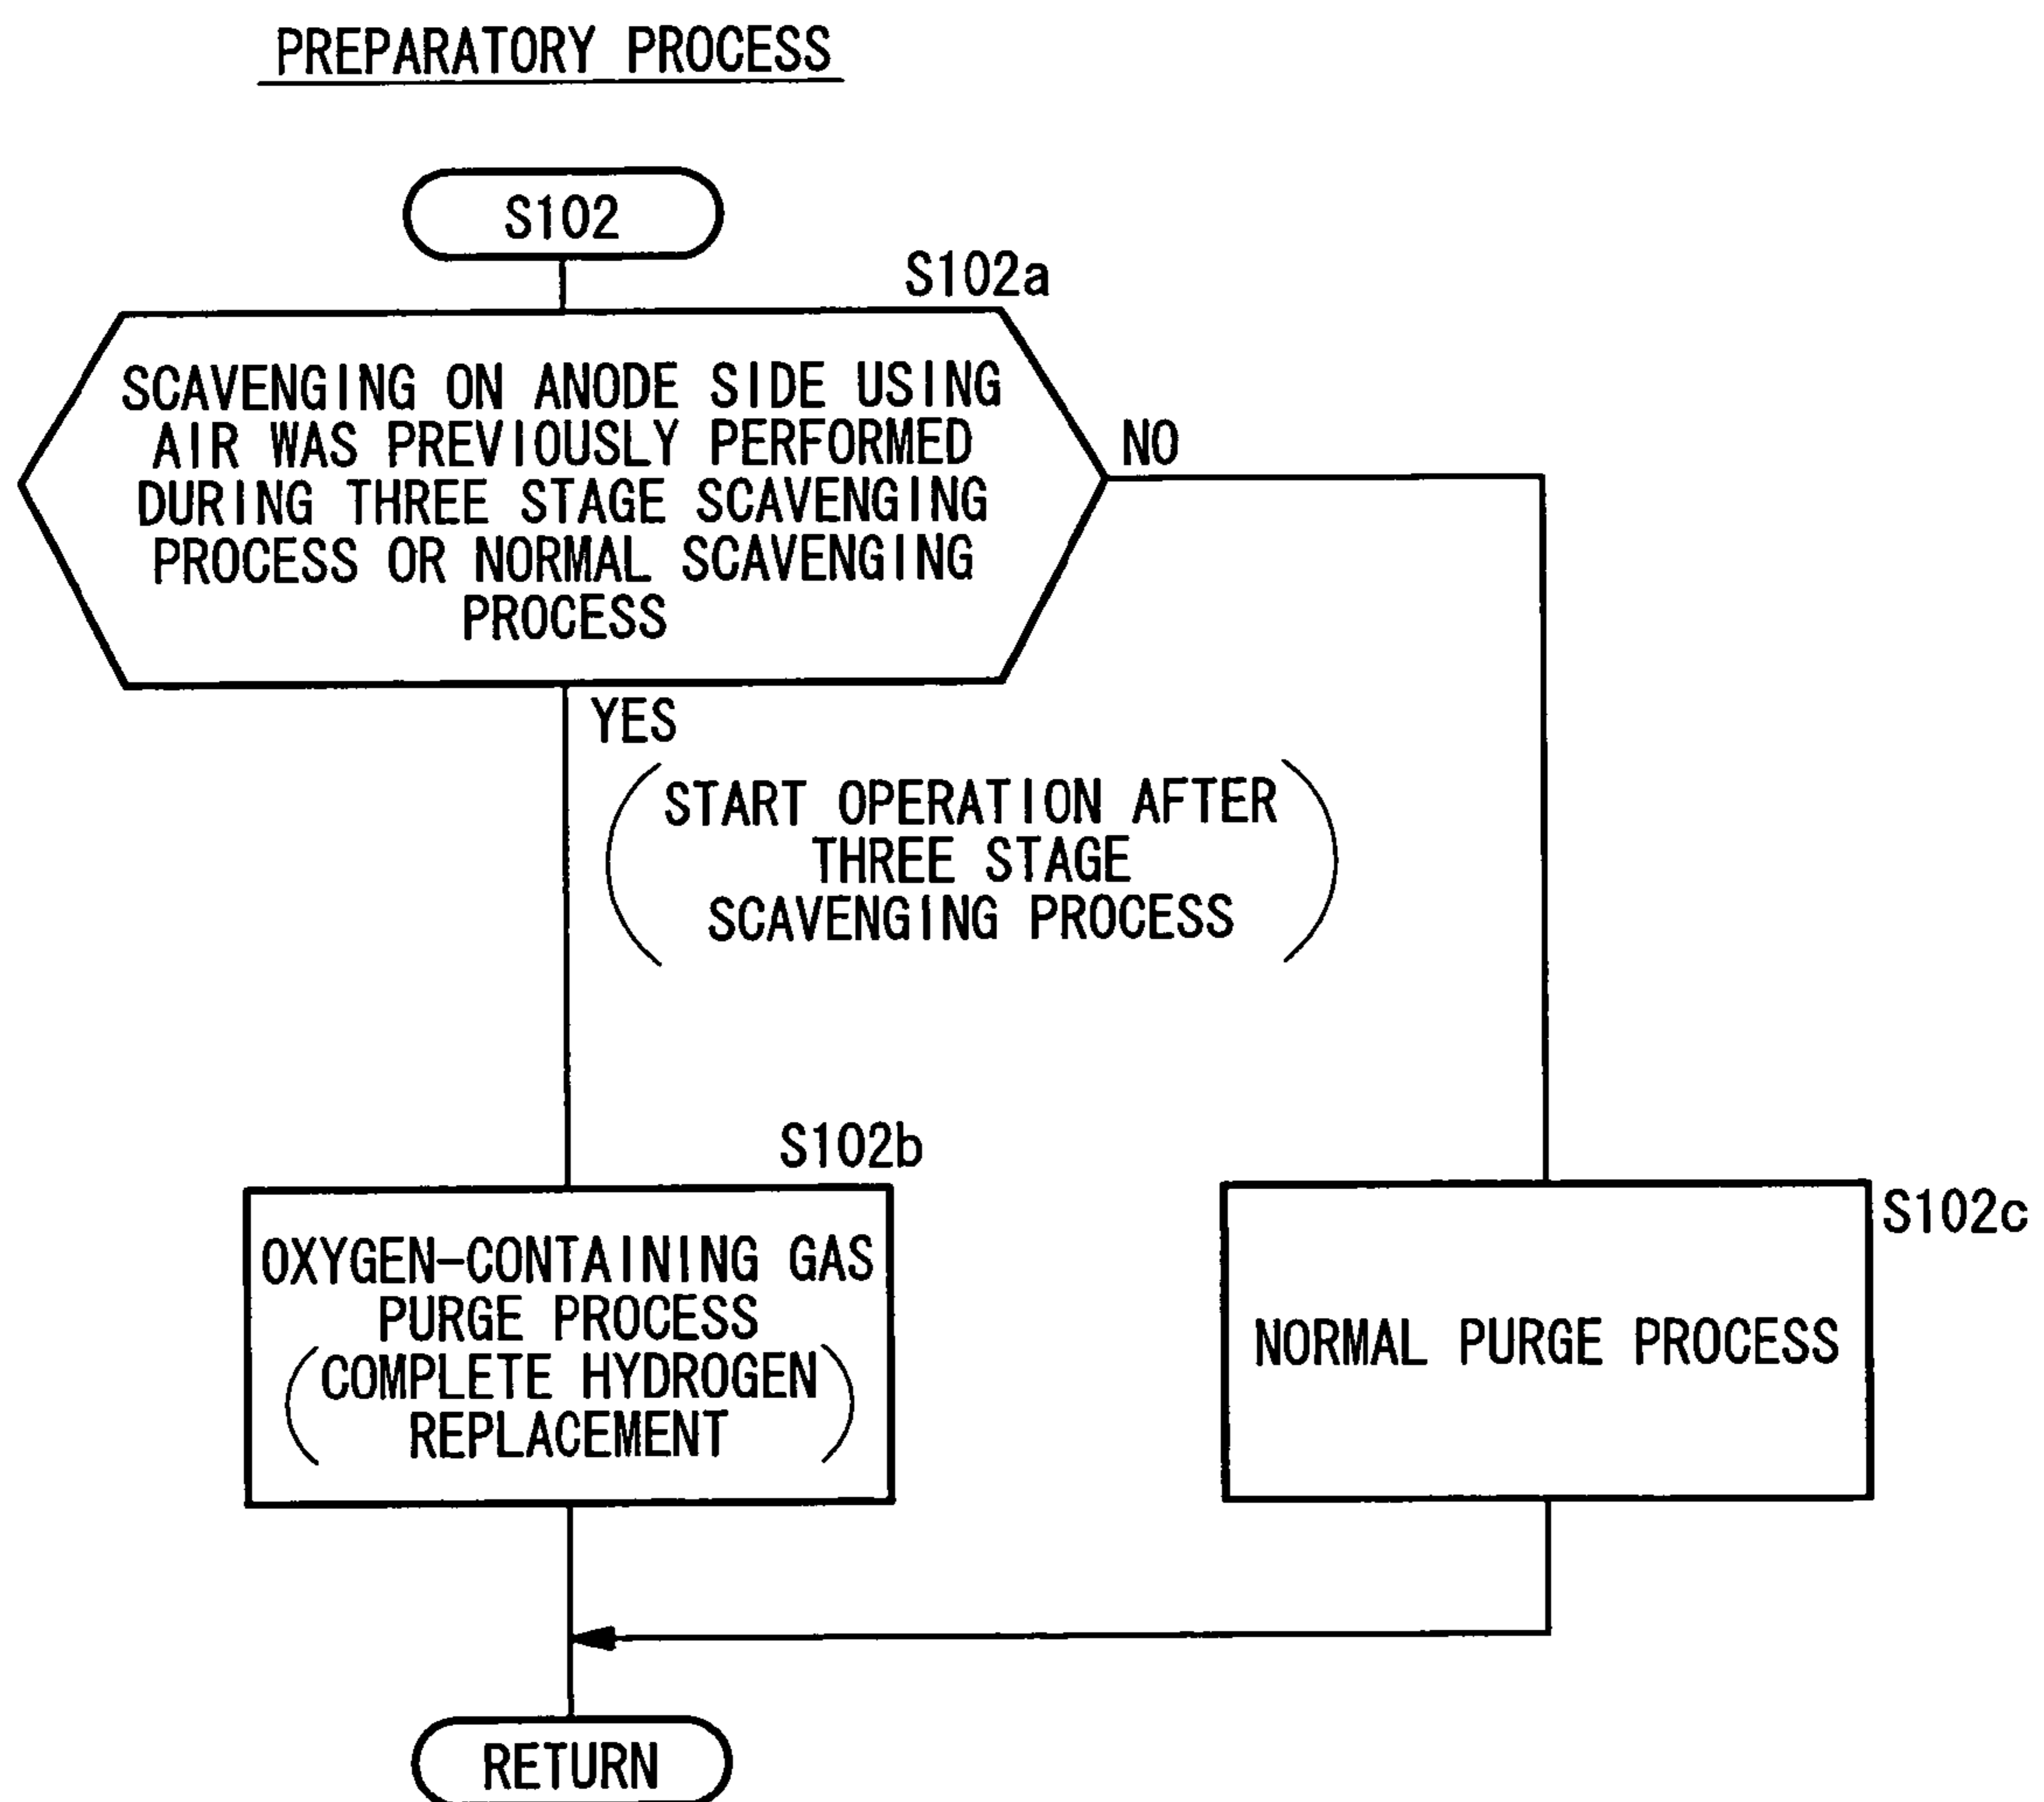 PREPARATORY PROCESS
S102
S102a
SCAVENGING ON ANODE SIDE USING
AIR WAS PREVIOUSLY PERFORMED
DURING THREE STAGE SCAVENGING
PROCESS OR NORMAL SCAVENGING
PROCESS
NO
YES
START OPERATION AFTER
THREE STAGE
SCAVENGING PROCESS
S102b
OXYGEN-CONTAINING GAS
PURGE PROCESS
(COMPLETE HYDROGEN
REPLACEMENT)
S102c
NORMAL PURGE PROCESS
RETURN